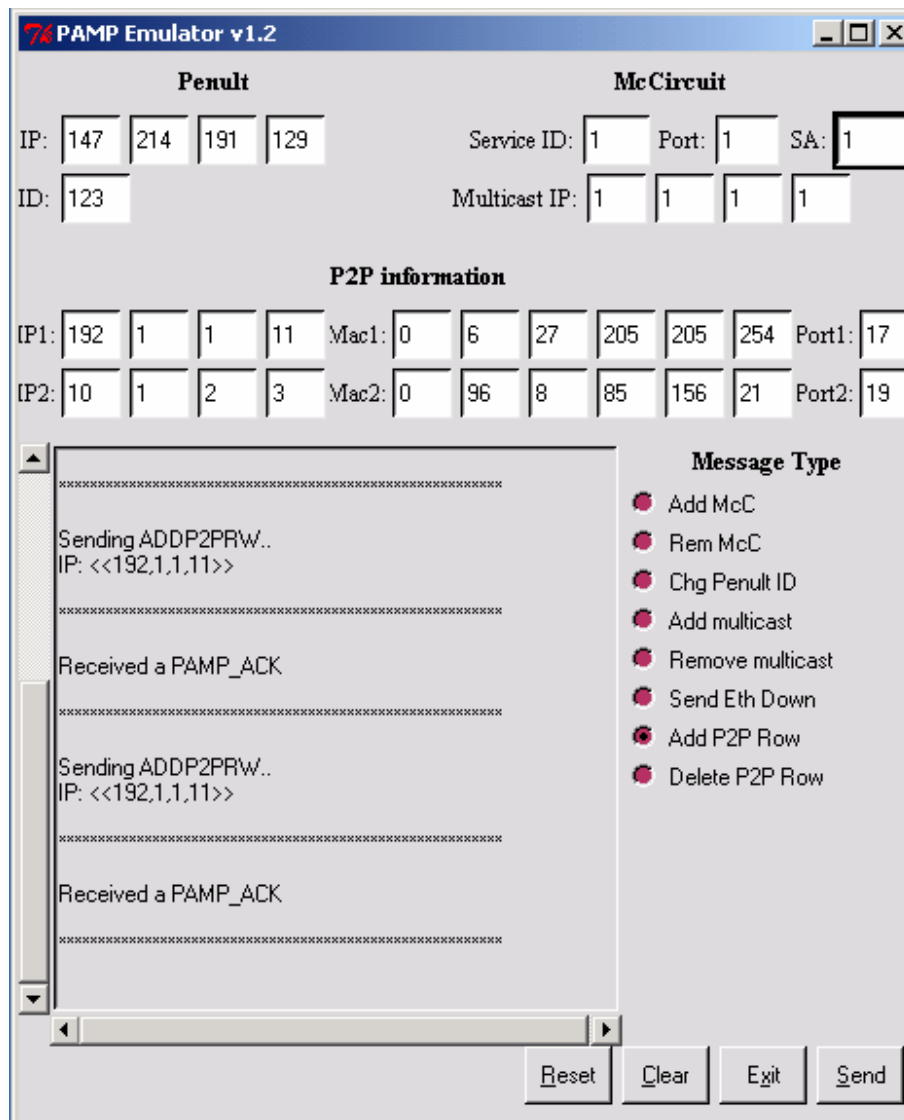 PAMP Emulator v1.2
Penult McCircuit
IP: 147 214 191 129 Service ID: 1 Port: 1 SA: 1
ID: 123 Multicast IP: 1 1 1 1
P2P information
IP1: 192 1 1 11 Mac1: 0 6 27 205 205 254 Port1: 17
IP2: 10 1 2 3 Mac2: 0 96 8 85 156 21 Port2: 19
Message Type
Add McC
Rem McC
Chg Penult ID
Add multicast
Remove multicast
Send Eth Down
Add P2P Row
Delete P2P Row
Sending ADDP2PRW..
IP: <<192,1,1,11>>
Received a PAMP_ACK
Sending ADDP2PRW..
IP: <<192,1,1,11>>
Received a PAMP_ACK
Reset Clear Exit Send